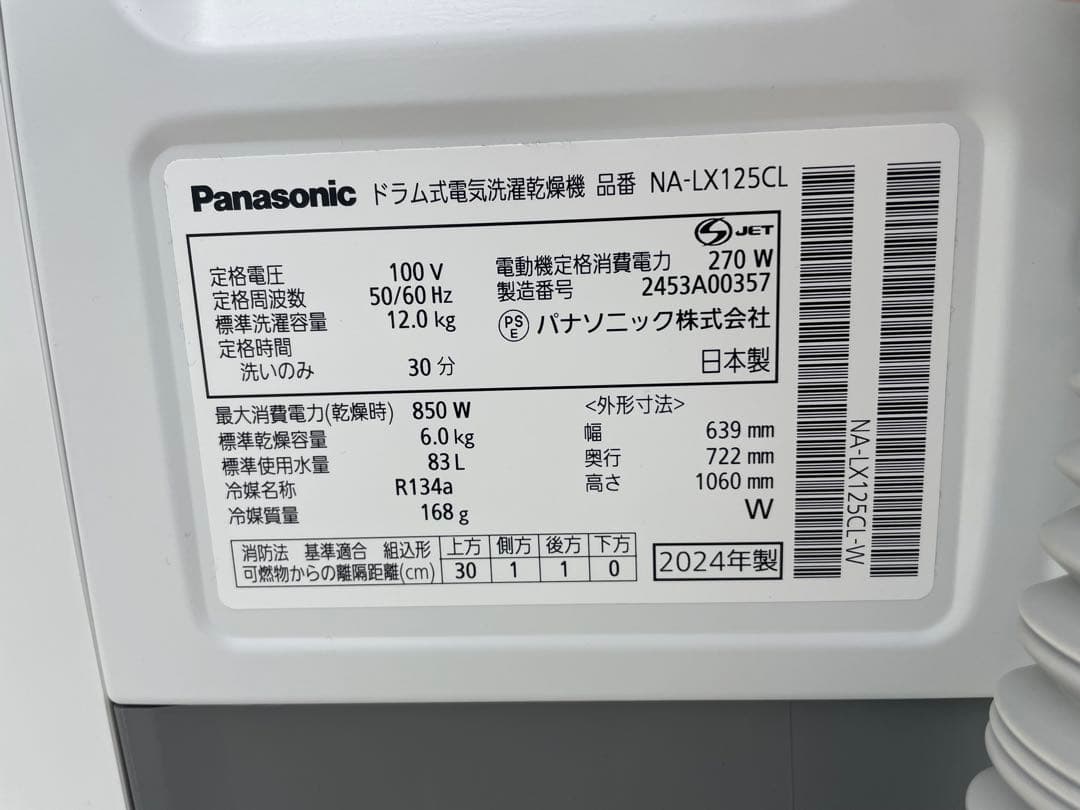 Panasonic ドラム式電気洗濯乾燥機 品番 NA-LX125CL
S JET
定格電圧 100 V
定格周波数 50/60 Hz
標準洗濯容量 12.0 kg
定格時間
洗いのみ 30 分
電動機定格消費電力 270 W
製造番号 2453A00357
PSE パナソニック株式会社
日本製
最大消費電力(乾燥時) 850 W
標準乾燥容量 6.0 kg
標準使用水量 83 L
冷媒名称 R134a
冷媒質量 168 g
<外形寸法>
幅 639 mm
奥行 722 mm
高さ 1060 mm
W
消防法 基準適合 組込形 上方 側方 後方 下方
可燃物からの離隔距離(cm) 30 1 1 0
2024年製
NA-LX125CL-W